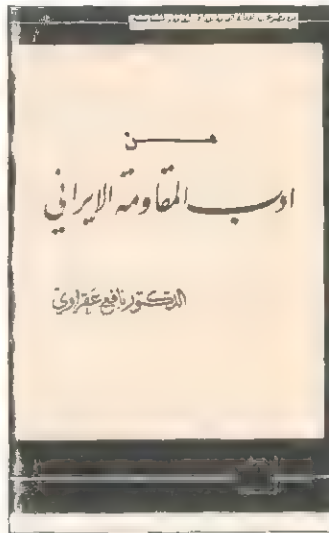 من
ادب المقاومة الايراني
الدكتور نافع عقراوي